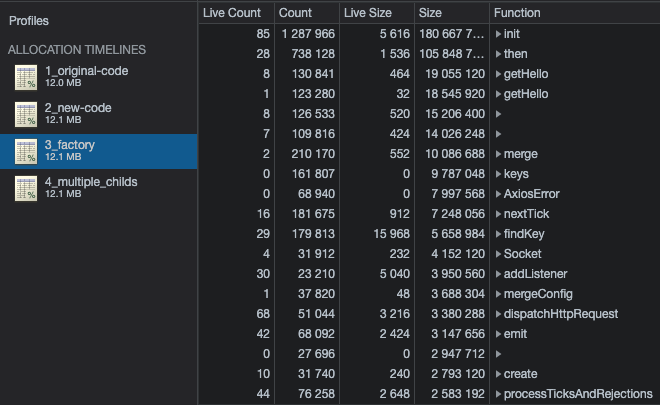 Profiles
ALLOCATION TIMELINES
1_original-code
12.0 MB
2_new-code
12.1 MB
3_factory
12.1 MB
4_multiple_childs
12.1 MB
Live Count Count Live Size Size Function
85 1 287 966 5 616 180 667 7… init
28 738 128 1 536 105 848 7… then
8 130 841 464 19 055 120 getHello
1 123 280 32 18 545 920 getHello
8 126 533 520 15 206 400
7 109 816 424 14 026 248
2 210 170 552 10 086 688 merge
0 161 807 0 9 787 048 keys
0 68 940 0 7 997 568 AxiosError
16 181 675 912 7 248 056 nextTick
29 179 813 15 968 5 658 984 findKey
4 31 912 232 4 152 120 Socket
30 23 210 5 040 3 950 560 addListener
1 37 820 48 3 688 304 mergeConfig
68 51 044 3 216 3 380 288 dispatchHttpRequest
42 68 092 2 424 3 147 656 emit
0 27 696 0 2 947 712
10 31 740 240 2 793 120 create
44 76 258 2 648 2 583 192 processTicksAndRejections